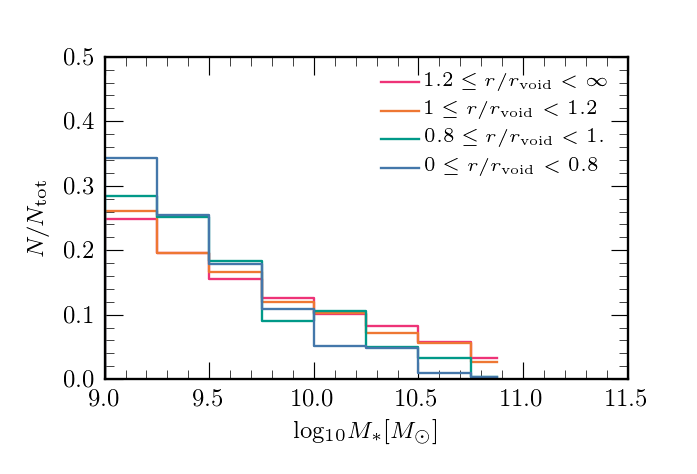 0.5
0.4
0.3
0.2
0.1
0.0
N/N_tot
1.2 ≤ r/r_void < ∞
1 ≤ r/r_void < 1.2
0.8 ≤ r/r_void < 1.
0 ≤ r/r_void < 0.8
9.0 9.5 10.0 10.5 11.0 11.5
log₁₀M_*[M_⊙]